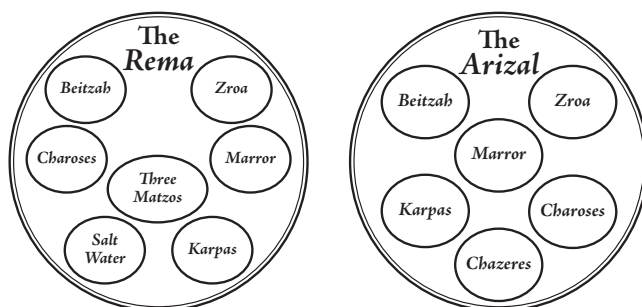 The
Rema
Beitzah
Zroa
Charoses
Marror
Three
Matzos
Salt
Water
Karpas
The
Arizal
Beitzah
Zroa
Marror
Karpas
Charoses
Chazeres